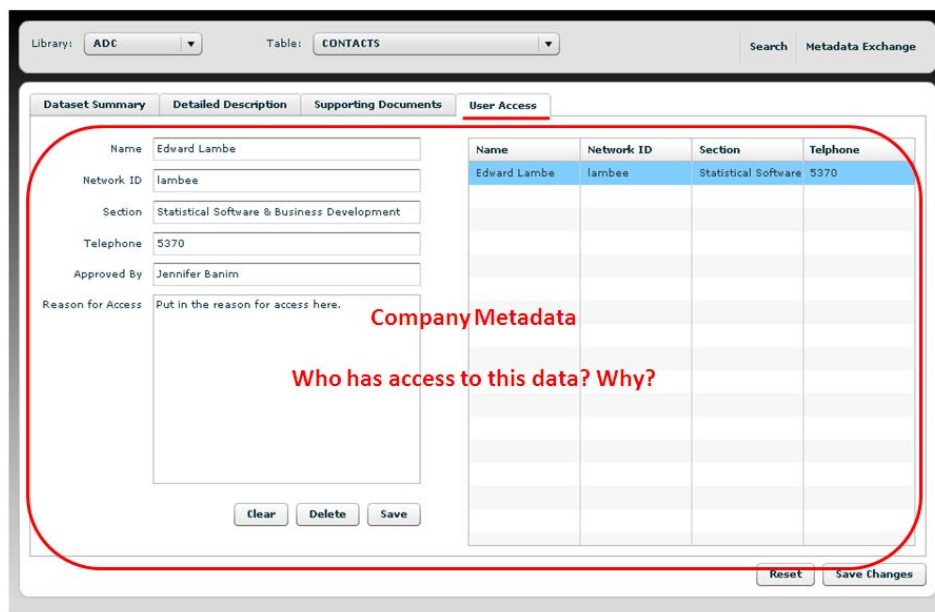 Library: ADC Table: CONTACTS Search Metadata Exchange
Dataset Summary Detailed Description Supporting Documents User Access
Name Edward Lambe
Network ID lambee
Section Statistical Software & Business Development
Telephone 5370
Approved By Jennifer Banim
Reason for Access Put in the reason for access here.
Name Network ID Section Telphone
Edward Lambe lambee Statistical Software 5370
Company Metadata
Who has access to this data? Why?
Clear Delete Save
Reset Save Changes